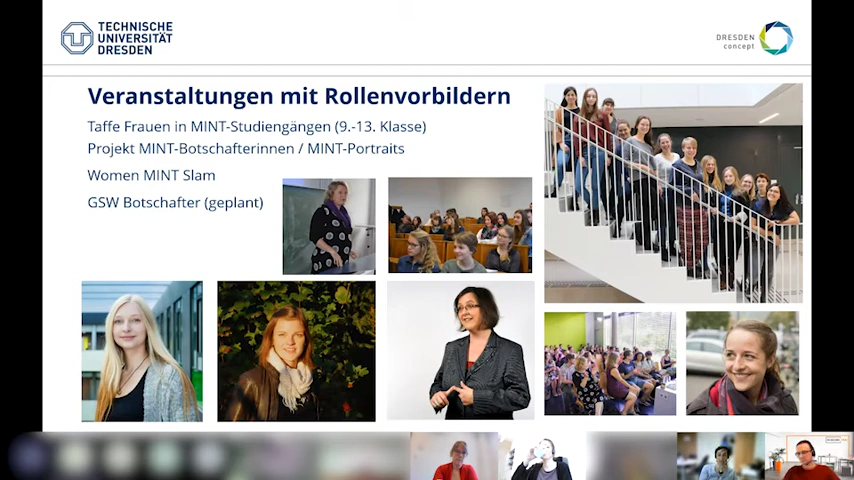 TECHNISCHE
UNIVERSITÄT
DRESDEN
DRESDEN
concept
Veranstaltungen mit Rollenvorbildern
Taffe Frauen in MINT-Studiengängen (9.-13. Klasse)
Projekt MINT-Botschafterinnen / MINT-Portraits
Women MINT Slam
GSW Botschafter (geplant)